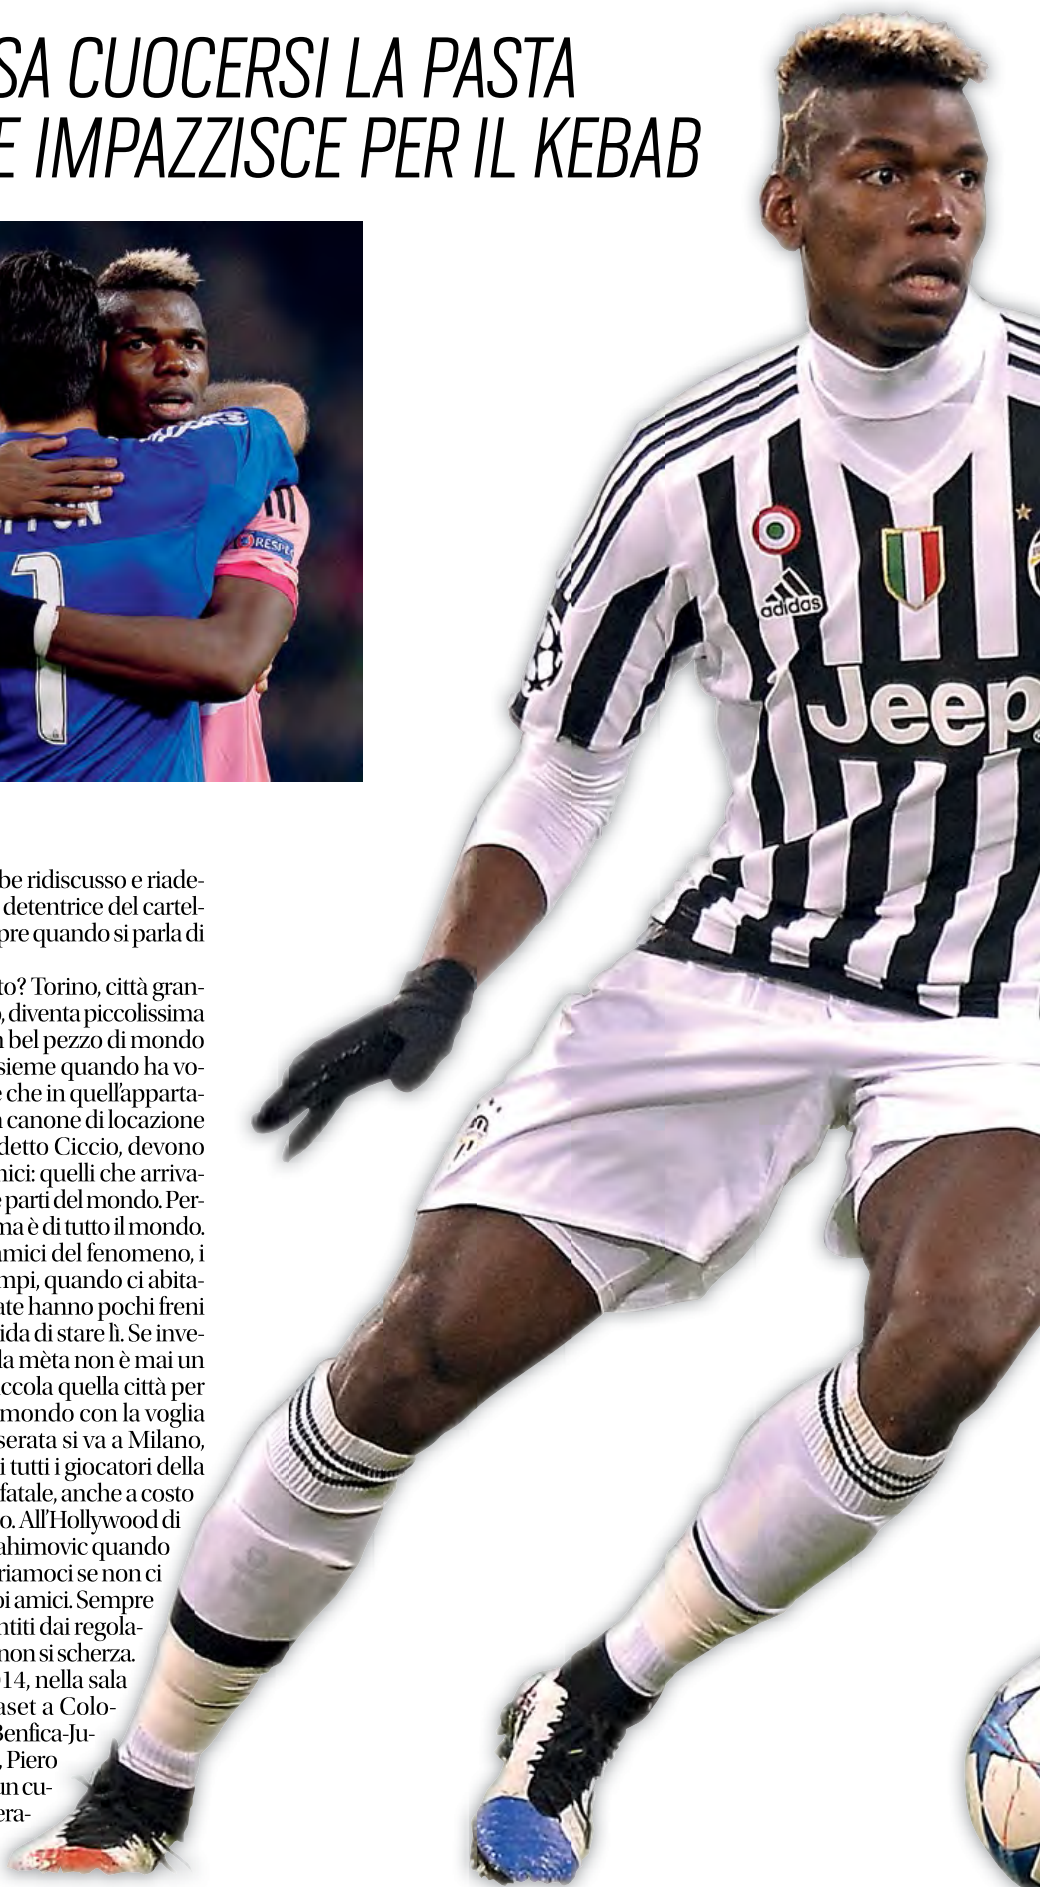 SA CUOCERSI LA PASTA
E IMPAZZISCE PER IL KEBAB
RESPEC
1
adidas
Jeep
be ridiscusso e riade-
detentrice del cartel-
pre quando si parla di
to? Torino, città gran-
, diventa piccolissima
n bel pezzo di mondo
sieme quando ha vo-
e che in quell'apparta-
n canone di locazione
detto Ciccio, devono
nici: quelli che arriva-
e parti del mondo. Per-
ma è di tutto il mondo.
amici del fenomeno, i
mpi, quando ci abita-
ate hanno pochi freni
ida di stare lì. Se inve-
la mèta non è mai un
iccola quella città per
mondo con la voglia
serata si va a Milano,
i tutti i giocatori della
fatale, anche a costo
o. All'Hollywood di
ahimovic quando
riamoci se non ci
oi amici. Sempre
ntiti dai regola-
non si scherza.
14, nella sala
aset a Colo-
Benfica-Ju-
, Piero
un cu-
era-